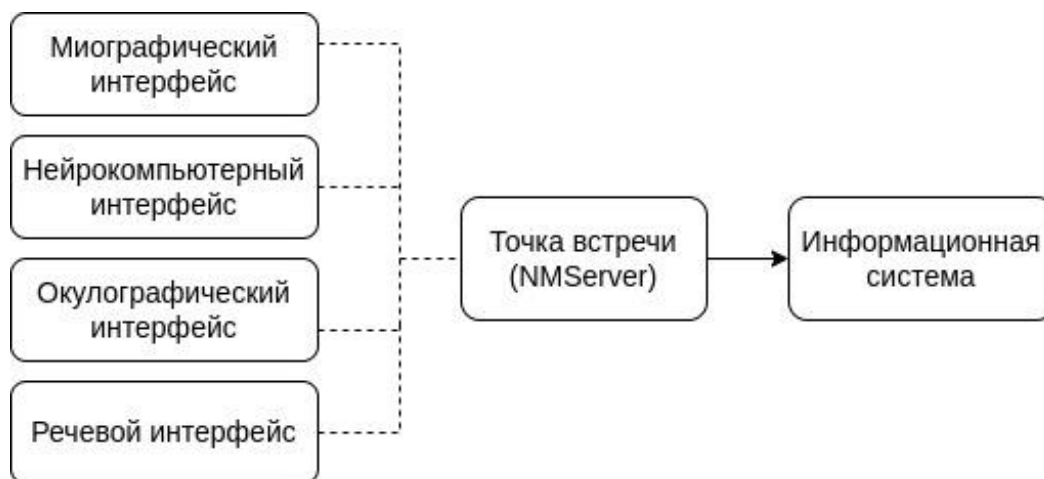 Миографический
интерфейс
Нейрокомпьютерный
интерфейс
Окулографический
интерфейс
Речевой интерфейс
Точка встречи
(NMServer)
Информационная
система